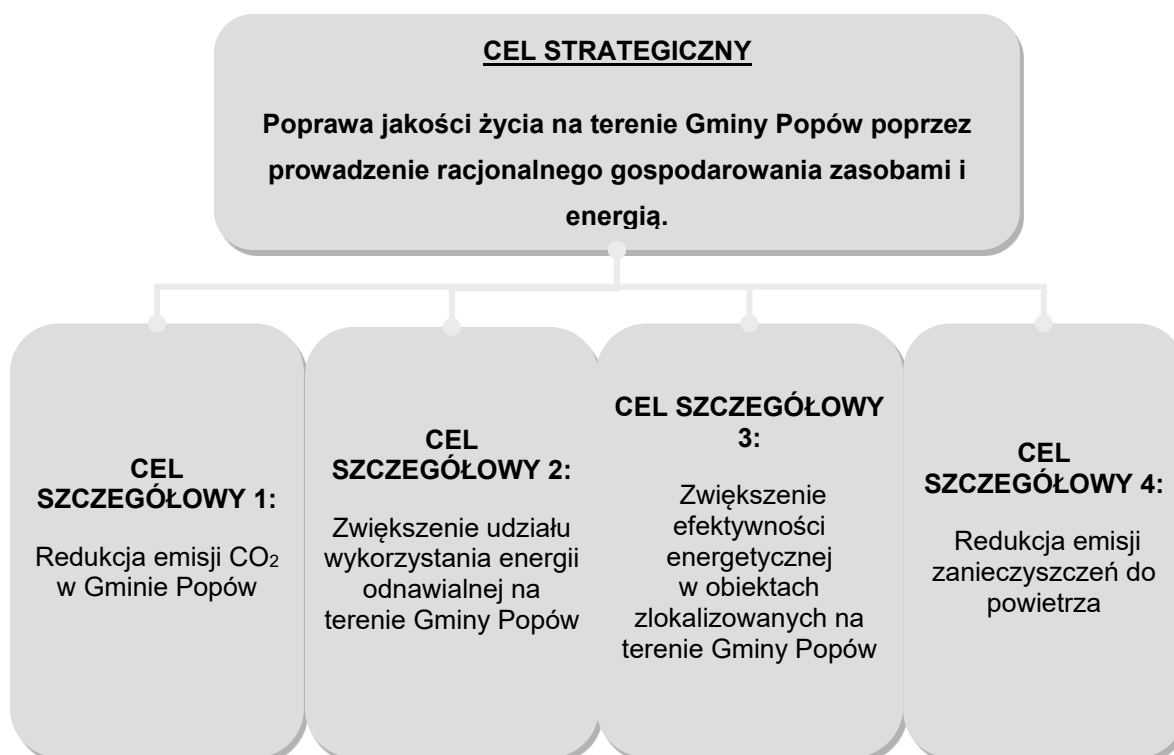 CEL STRATEGICZNY
Poprawa jakości życia na terenie Gminy Popów poprzez
prowadzenie racjonalnego gospodarowania zasobami i
energią.
CEL
SZCZEGÓŁOWY 1:
Redukcja emisji CO₂
w Gminie Popów
CEL
SZCZEGÓŁOWY 2:
Zwiększenie udziału
wykorzystania energii
odnawialnej na
terenie Gminy Popów
CEL SZCZEGÓŁOWY
3:
Zwiększenie
efektywności
energetycznej
w obiektach
zlokalizowanych na
terenie Gminy Popów
CEL
SZCZEGÓŁOWY 4:
Redukcja emisji
zanieczyszczeń do
powietrza